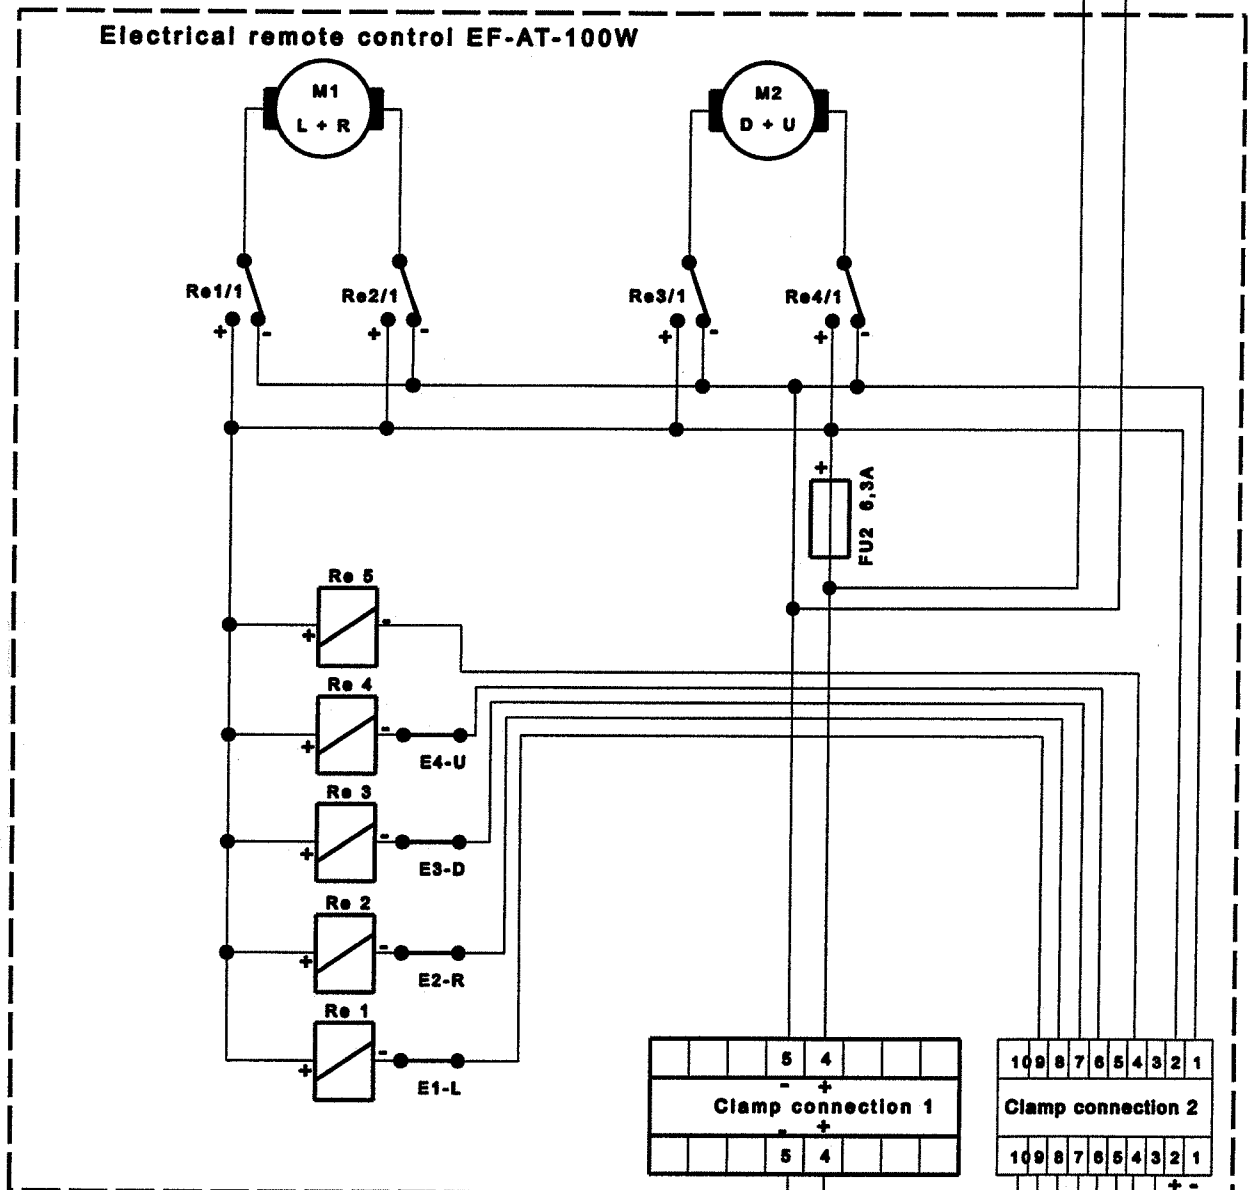 Electrical remote control EF-AT-100W
M1
L + R
M2
D + U
Re1/1
+ -
Re2/1
+ -
Re3/1
+ -
Re4/1
+ -
+
FU2 6,3A
Re 5
+ -
Re 4
+ -
E4-U
Re 3
+ -
E3-D
Re 2
+ -
E2-R
Re 1
+ -
E1-L
5 4
- +
Clamp connection 1
- +
5 4
10 9 8 7 6 5 4 3 2 1
Clamp connection 2
10 9 8 7 6 5 4 3 2 1
+ -